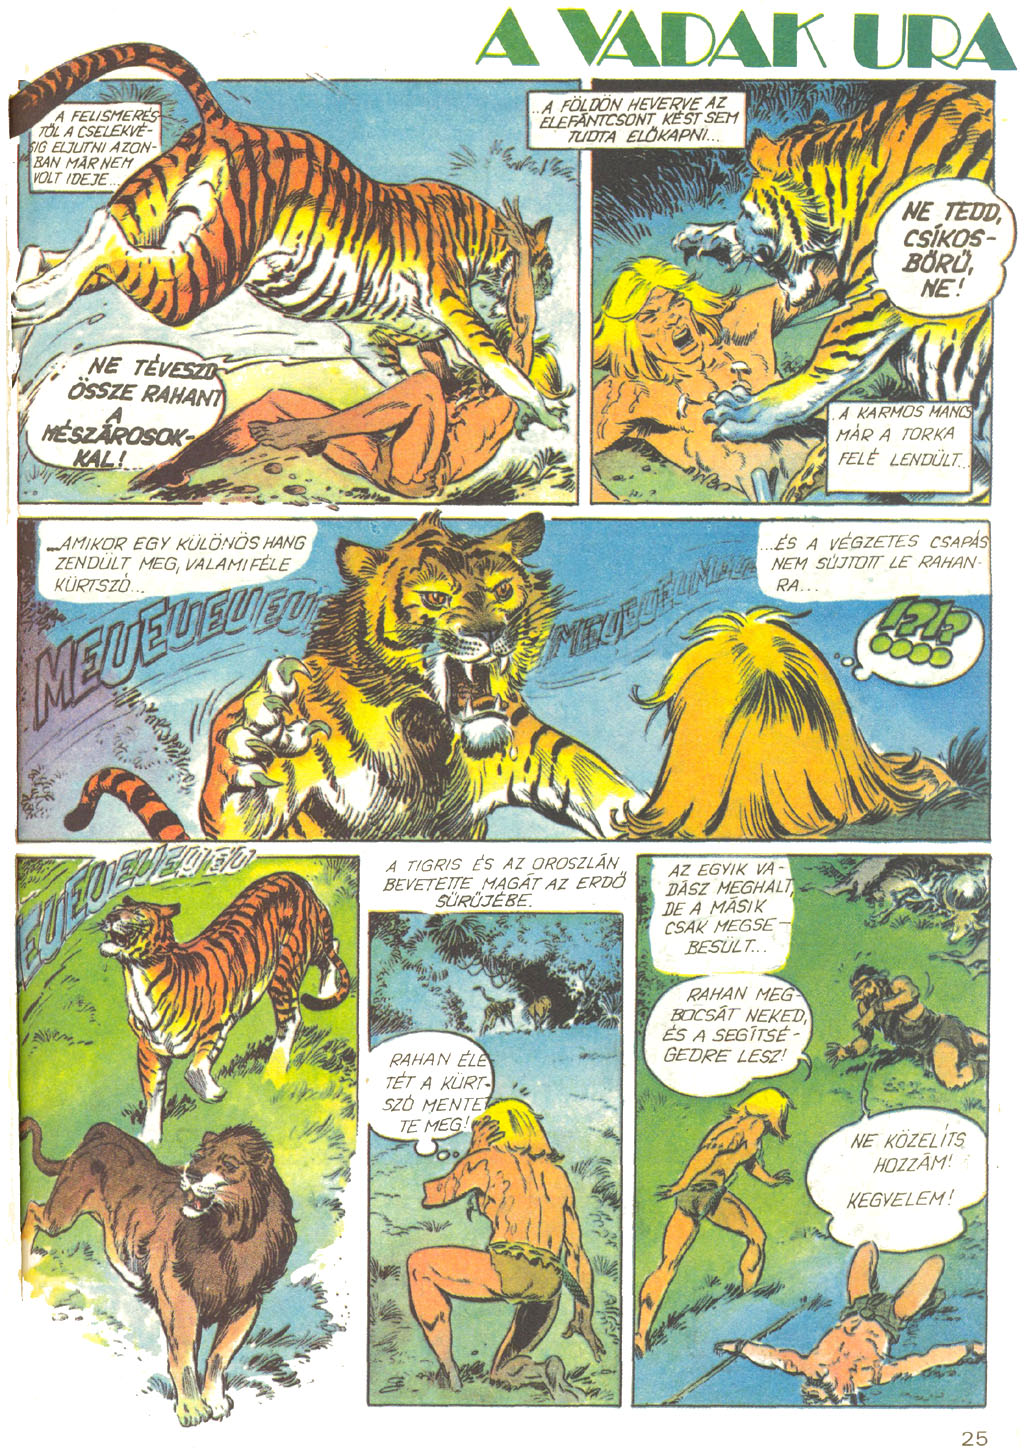 A VADAK URA
A FELISMERÉS-
TŐL A CSELEKVÉ-
SIG ELJUTNI AZON-
BAN MÁR NEM
VOLT IDEJE...
NE TÉVESZD
ÖSSZE RAHANT
A
MÉSZÁROSOK-
KAL!
...A FÖLDÖN HEVERVE AZ
ELEFÁNTCSONT KÉST SEM
TUDTA ELŐKAPNI...
NE TEDD,
CSÍKOS-
BŐRŰ,
NE!
...A KARMOS MANCS
MÁR A TORKA
FELÉ LENDÜLT...
...AMIKOR EGY KÜLÖNÖS HANG
ZENDÜLT MEG, VALAMIFÉLE
KÜRTSZÓ...
...ÉS A VÉGZETES CSAPÁS
NEM SÚJTOTT LE RAHAN-
RA...
MEUEUEUEUEU
MEUEUEUEUMEUE
!?!?
EUEUEUEUEUEU
A TIGRIS ÉS AZ OROSZLÁN
BEVETETTE MAGÁT AZ ERDŐ
SŰRŰJÉBE.
RAHAN ÉLE-
TÉT A KÜRT-
SZÓ MENTET-
TE MEG!
AZ EGYIK VA-
DÁSZ MEGHALT,
DE A MÁSIK
CSAK MEGSE-
BESÜLT...
RAHAN MEG-
BOCSÁT NEKED,
ÉS A SEGÍTSÉ-
GEDRE LESZ!
NE KÖZELÍTS
HOZZÁM!
KEGYELEM!
25